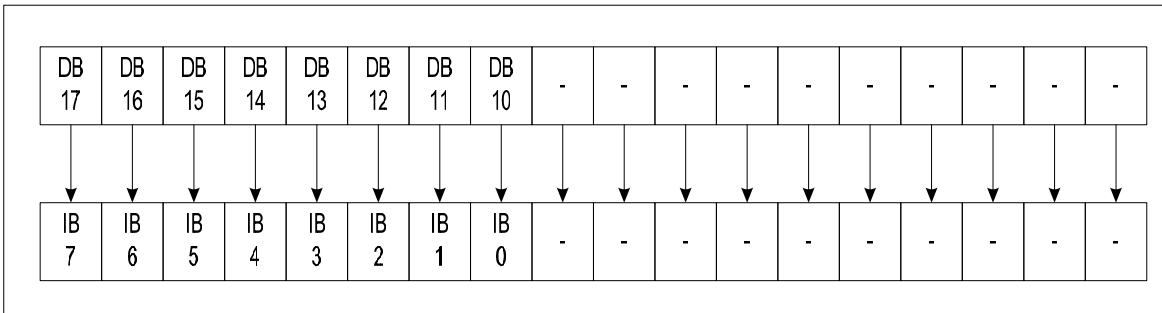 DB DB DB DB DB DB DB DB - - - - - - - - - -
17 16 15 14 13 12 11 10
IB IB IB IB IB IB IB IB - - - - - - - - - -
7 6 5 4 3 2 1 0